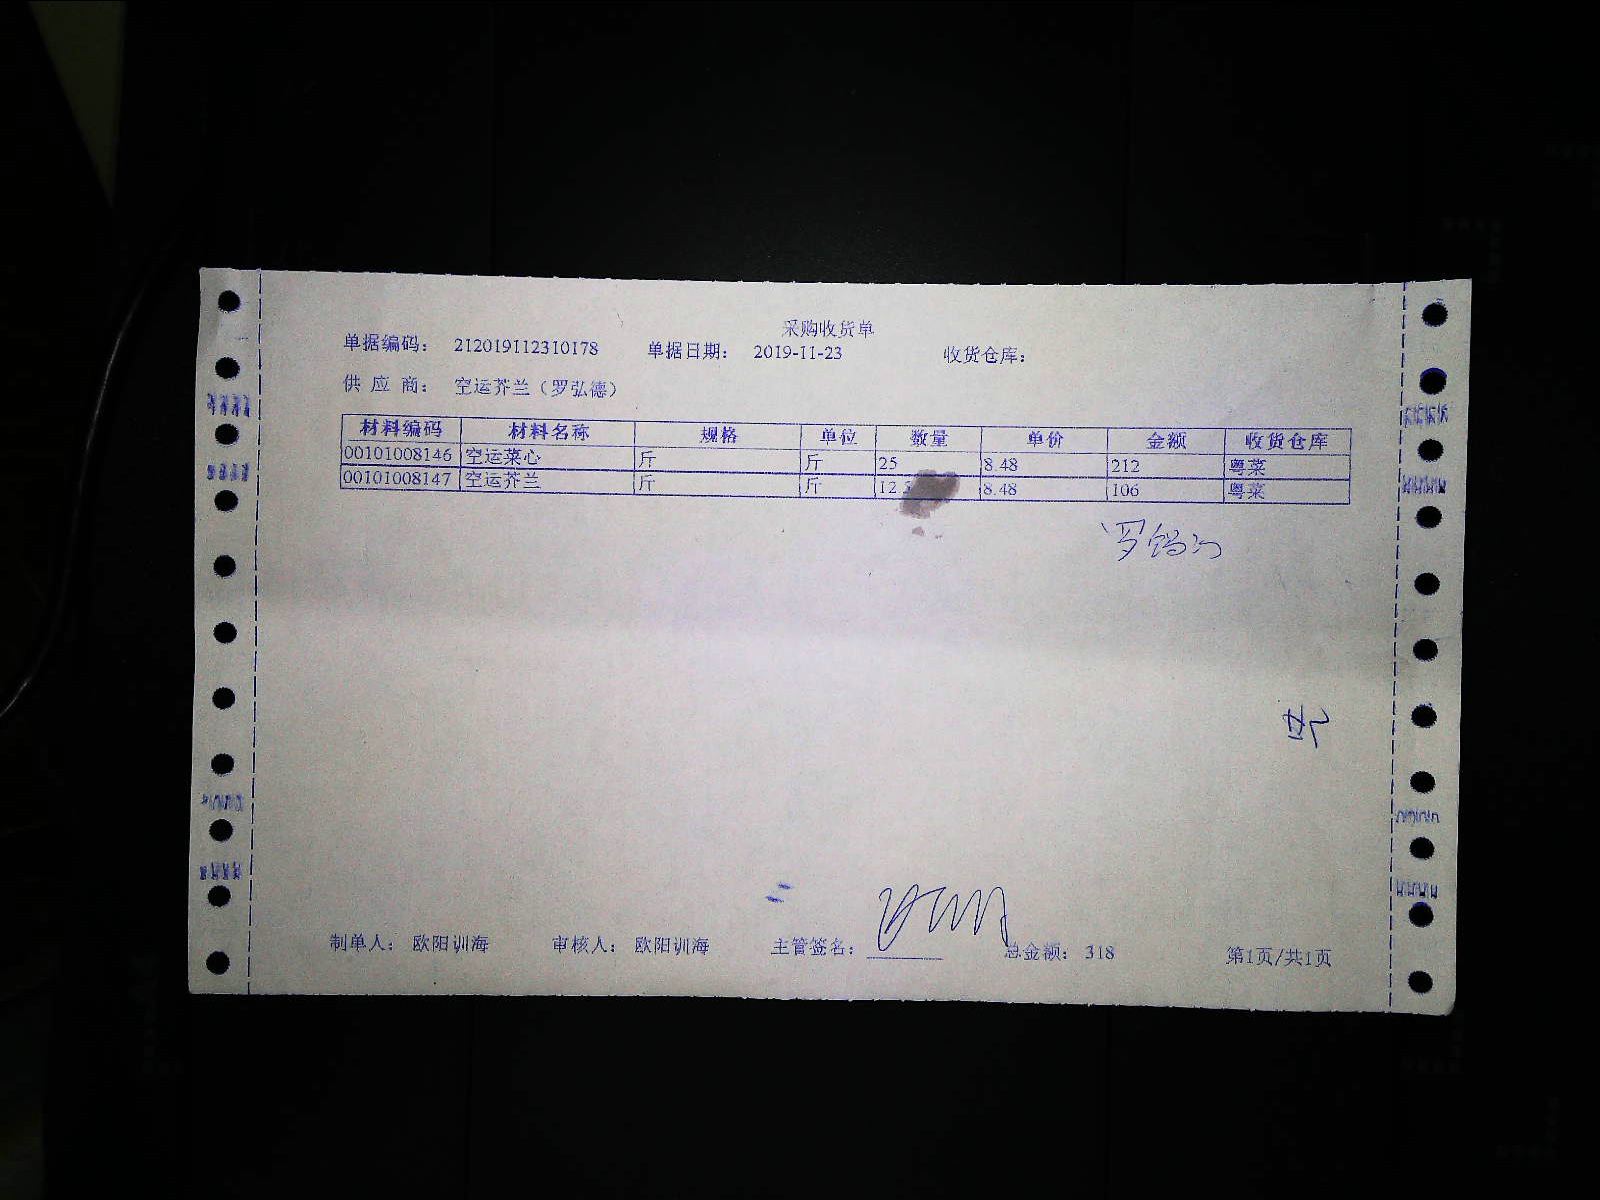 采购收货单
单据编码： 212019112310178 单据日期： 2019-11-23 收货仓库：
供 应 商： 空运芥兰（罗弘德）
材料编码 材料名称 规格 单位 数量 单价 金额 收货仓库
00101008146 空运菜心 斤 斤 25 8.48 212 粤菜
00101008147 空运芥兰 斤 斤 12 8.48 106 粤菜
制单人： 欧阳训海 审核人： 欧阳训海 主管签名： 总金额： 318 第1页/共1页